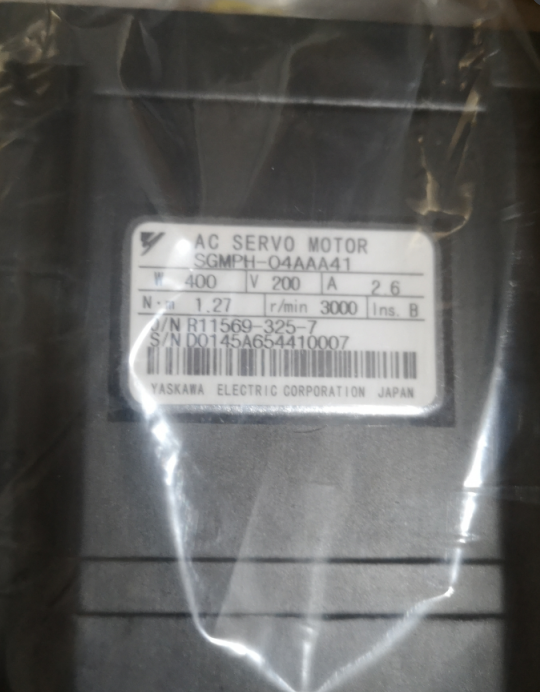 AC SERVO MOTOR
SGMPH-04AAA41
W 400 V 200 A 2.6
N·m 1.27 r/min 3000 Ins. B
O/N R11569-325-7
S/N D0145A654410007
YASKAWA ELECTRIC CORPORATION JAPAN